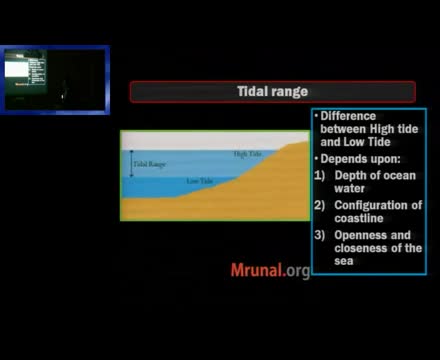 Tidal range
High Tide
Tidal Range
Low Tide
• Difference
between High tide
and Low Tide
• Depends upon:
1) Depth of ocean
water
2) Configuration of
coastline
3) Openness and
closeness of the
sea
Mrunal.org